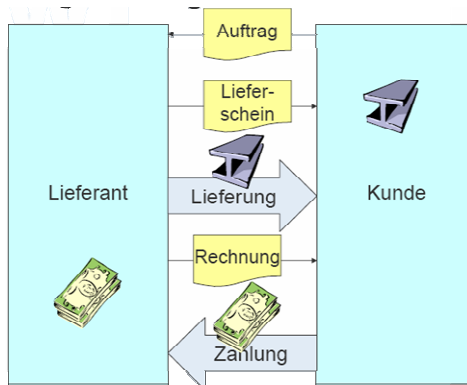 Auftrag
Liefer-
schein
Lieferant
Lieferung
Kunde
Rechnung
Zahlung